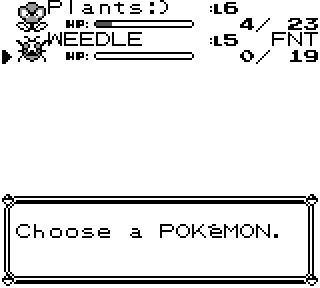 Plants:) :L6
HP: 4/ 23
WEEDLE :L5 FNT
HP: 0/ 19
Choose a POKéMON.